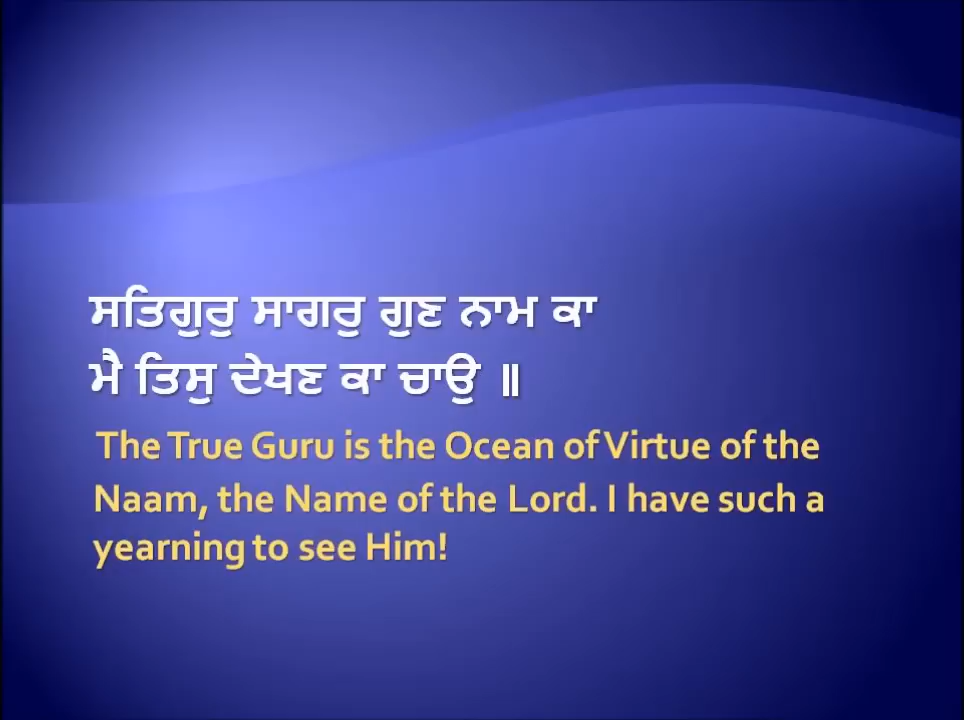 ਸਤਿਗੁਰੁ ਸਾਗਰੁ ਗੁਣ ਨਾਮ ਕਾ
ਮੈ ਤਿਸੁ ਦੇਖਣ ਕਾ ਚਾਉ ॥
The True Guru is the Ocean of Virtue of the
Naam, the Name of the Lord. I have such a
yearning to see Him!